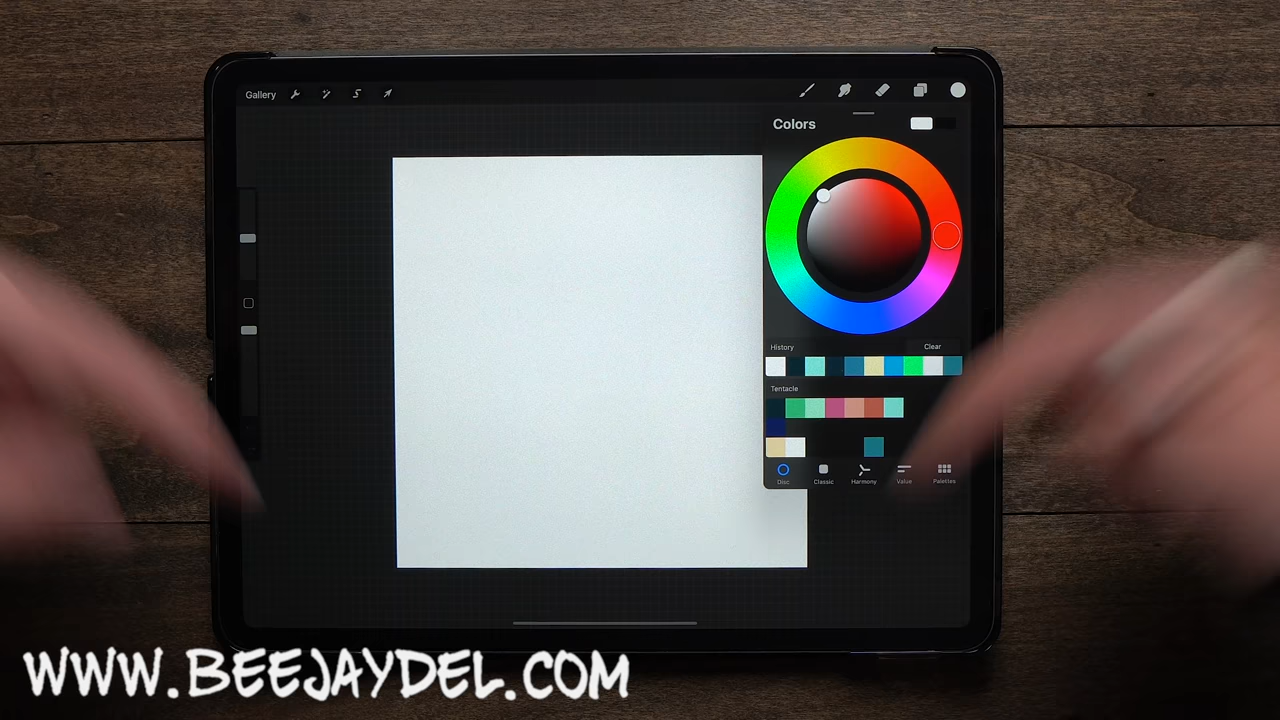 Gallery
Colors
History
Clear
Tentacle
Disc
Classic
Harmony
Value
Palettes
WWW.BEEJAYDEL.COM